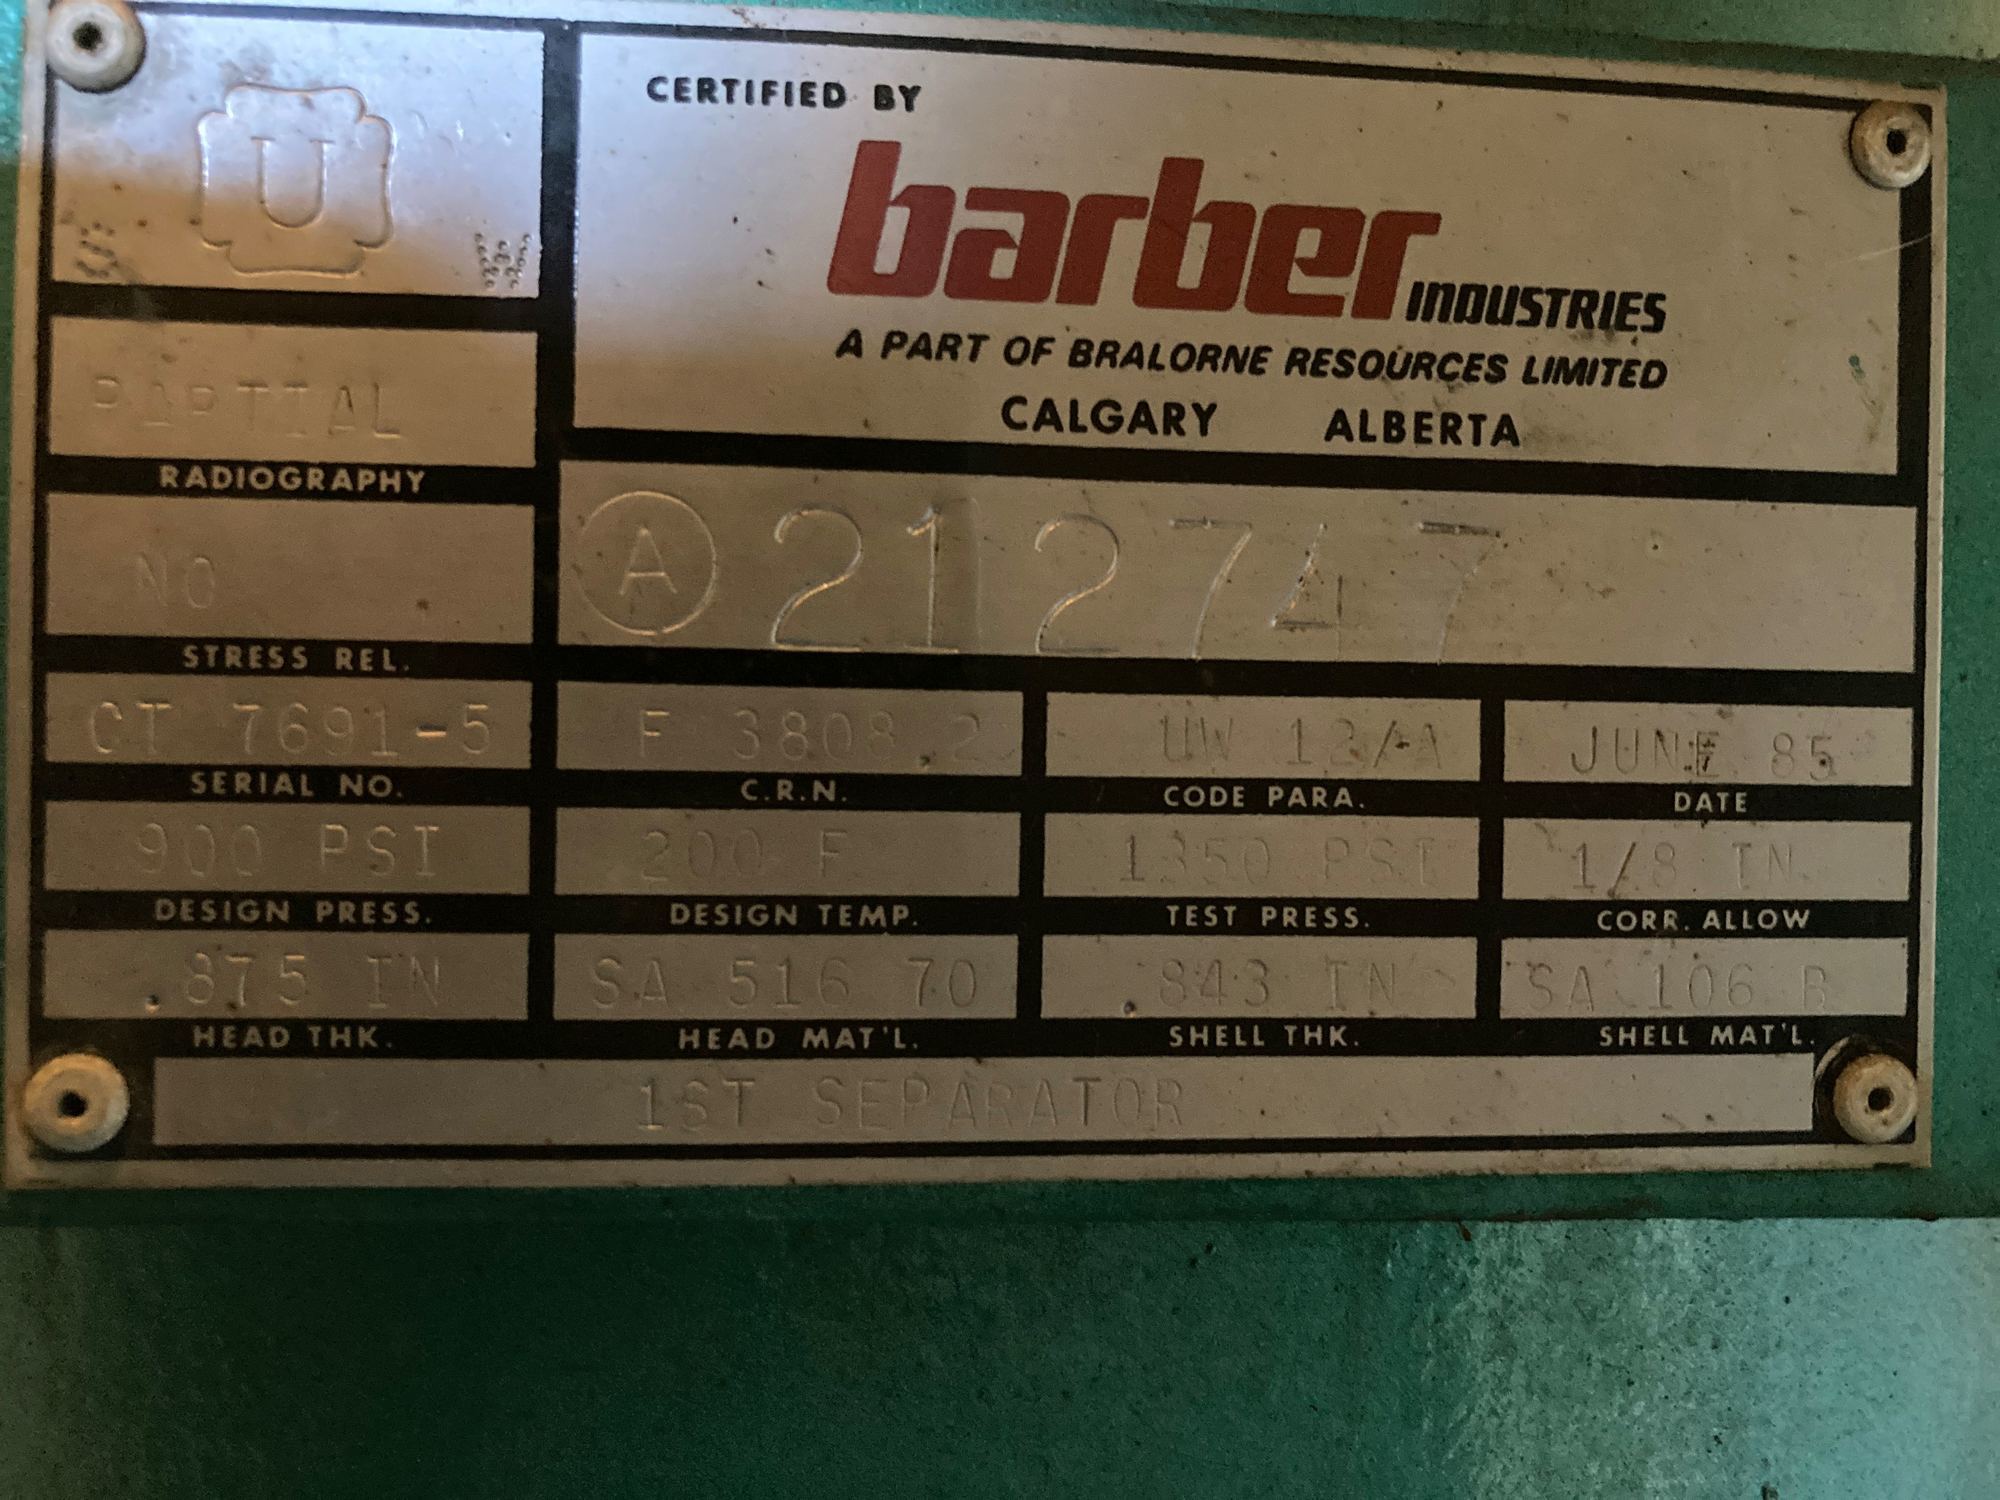 U
CERTIFIED BY
barber INDUSTRIES
A PART OF BRALORNE RESOURCES LIMITED
CALGARY ALBERTA
PARTIAL
RADIOGRAPHY
A 212747
NO
STRESS REL.
CT 7691-5 F 3808.2 UW 12/A JUNE 85
SERIAL NO. C.R.N. CODE PARA. DATE
900 PSI 200 F 1350 PSI 1/8 IN
DESIGN PRESS. DESIGN TEMP. TEST PRESS. CORR. ALLOW
.875 IN SA 516 70 .843 IN SA 106 B
HEAD THK. HEAD MAT'L. SHELL THK. SHELL MAT'L.
1ST SEPARATOR